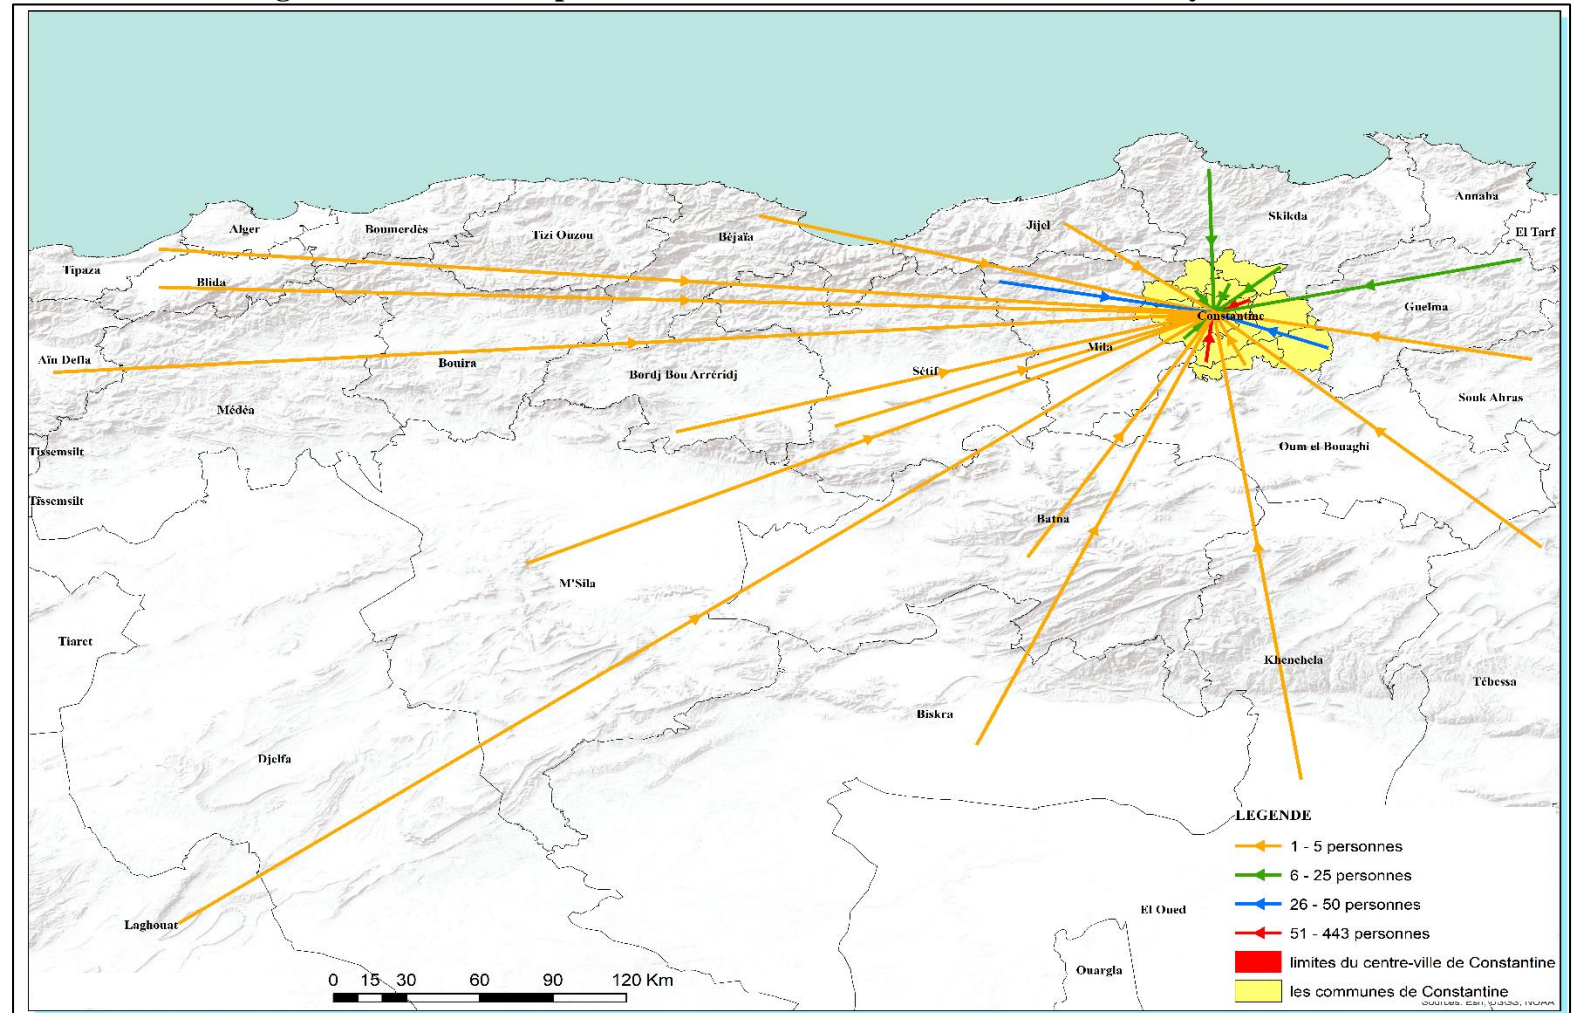 Alger
Boumerdès
Tizi Ouzou
Béjaïa
Jijel
Skikda
Annaba
El Tarf
Tipaza
Blida
Constantine
Guelma
Aïn Defla
Bouira
Bordj Bou Arréridj
Sétif
Mila
Souk Ahras
Médéa
Oum el Bouaghi
Tissemsilt
Tissemsilt
Batna
M'Sila
Tiaret
Khenchela
Tébessa
Biskra
Djelfa
Laghouat
El Oued
Ouargla
LEGENDE
1 - 5 personnes
6 - 25 personnes
26 - 50 personnes
51 - 443 personnes
limites du centre-ville de Constantine
les communes de Constantine
0 15 30 60 90 120 Km
Sources: Esri, USGS, NOAA